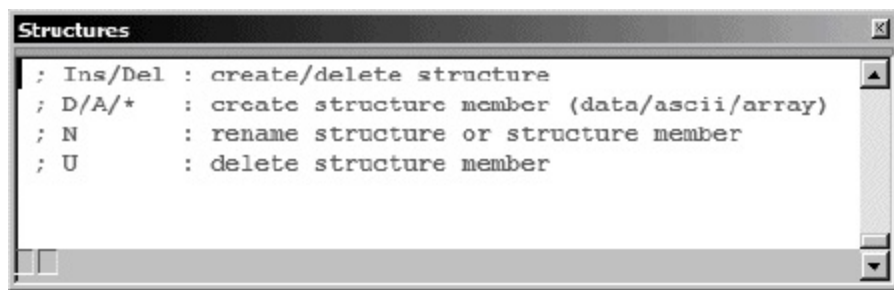 Structures
; Ins/Del : create/delete structure
; D/A/* : create structure member (data/ascii/array)
; N : rename structure or structure member
; U : delete structure member